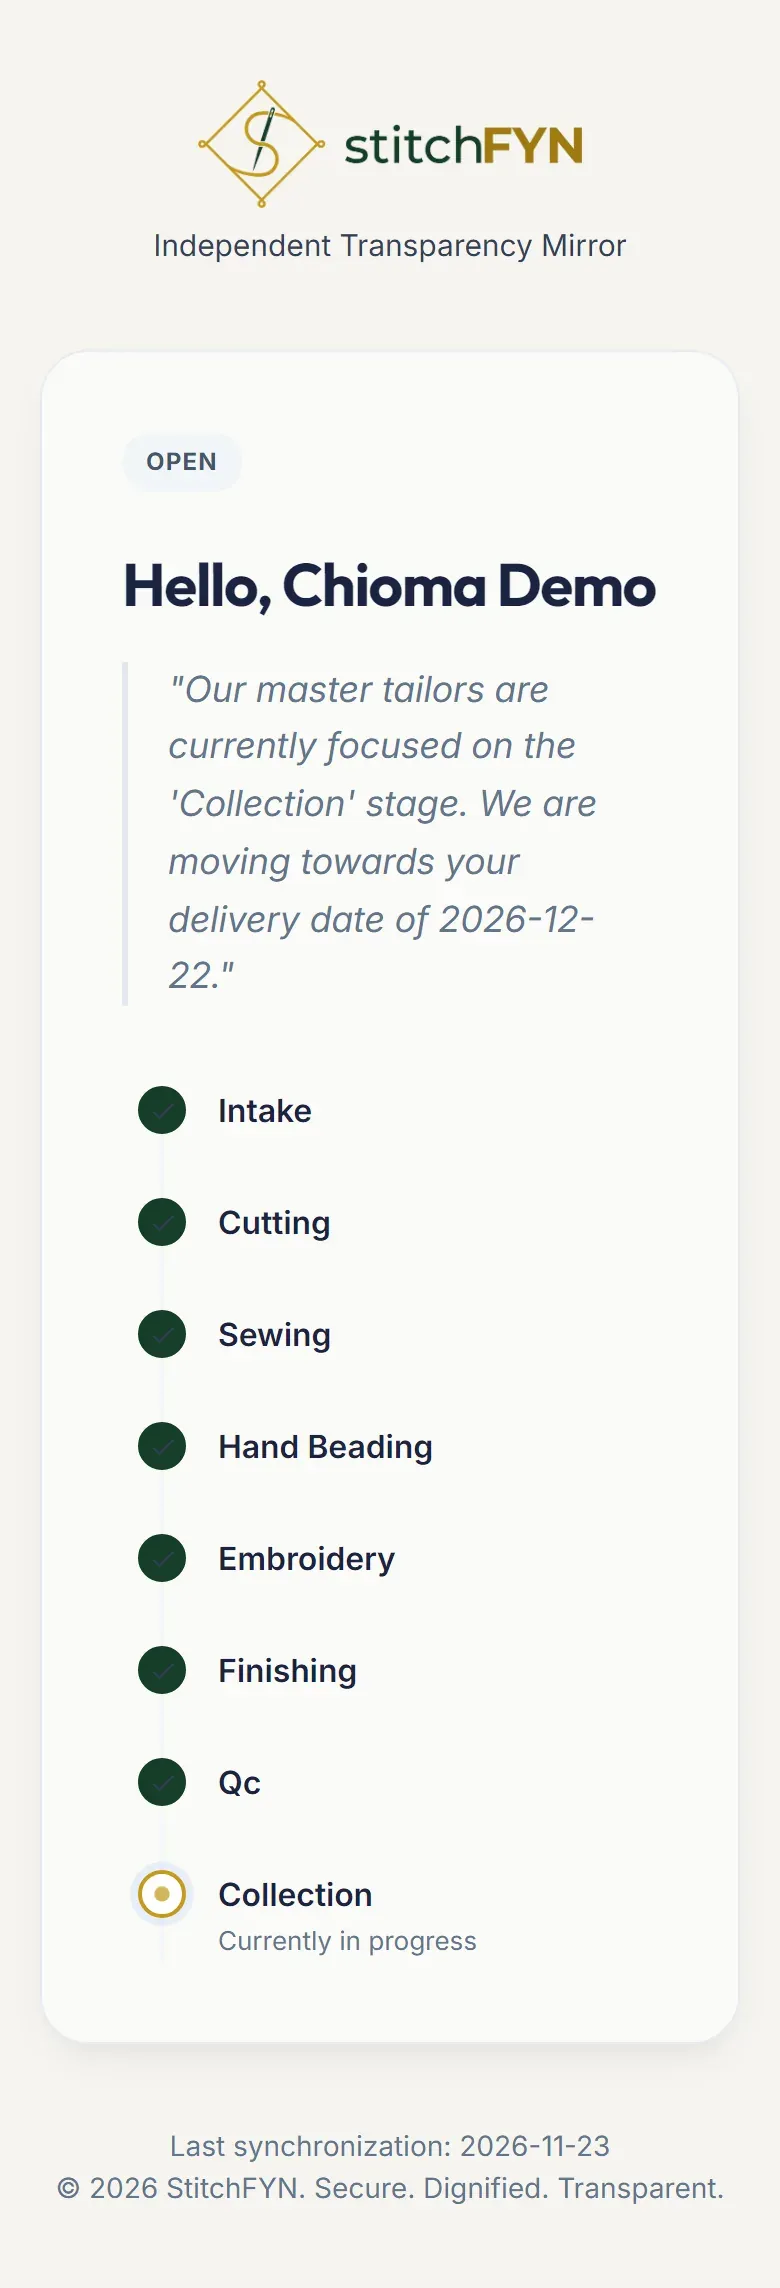 stitchFYN
Independent Transparency Mirror
OPEN
Hello, Chioma Demo
"Our master tailors are
currently focused on the
'Collection' stage. We are
moving towards your
delivery date of 2026-12-
22."
Intake
Cutting
Sewing
Hand Beading
Embroidery
Finishing
Qc
Collection
Currently in progress
Last synchronization: 2026-11-23
© 2026 StitchFYN. Secure. Dignified. Transparent.